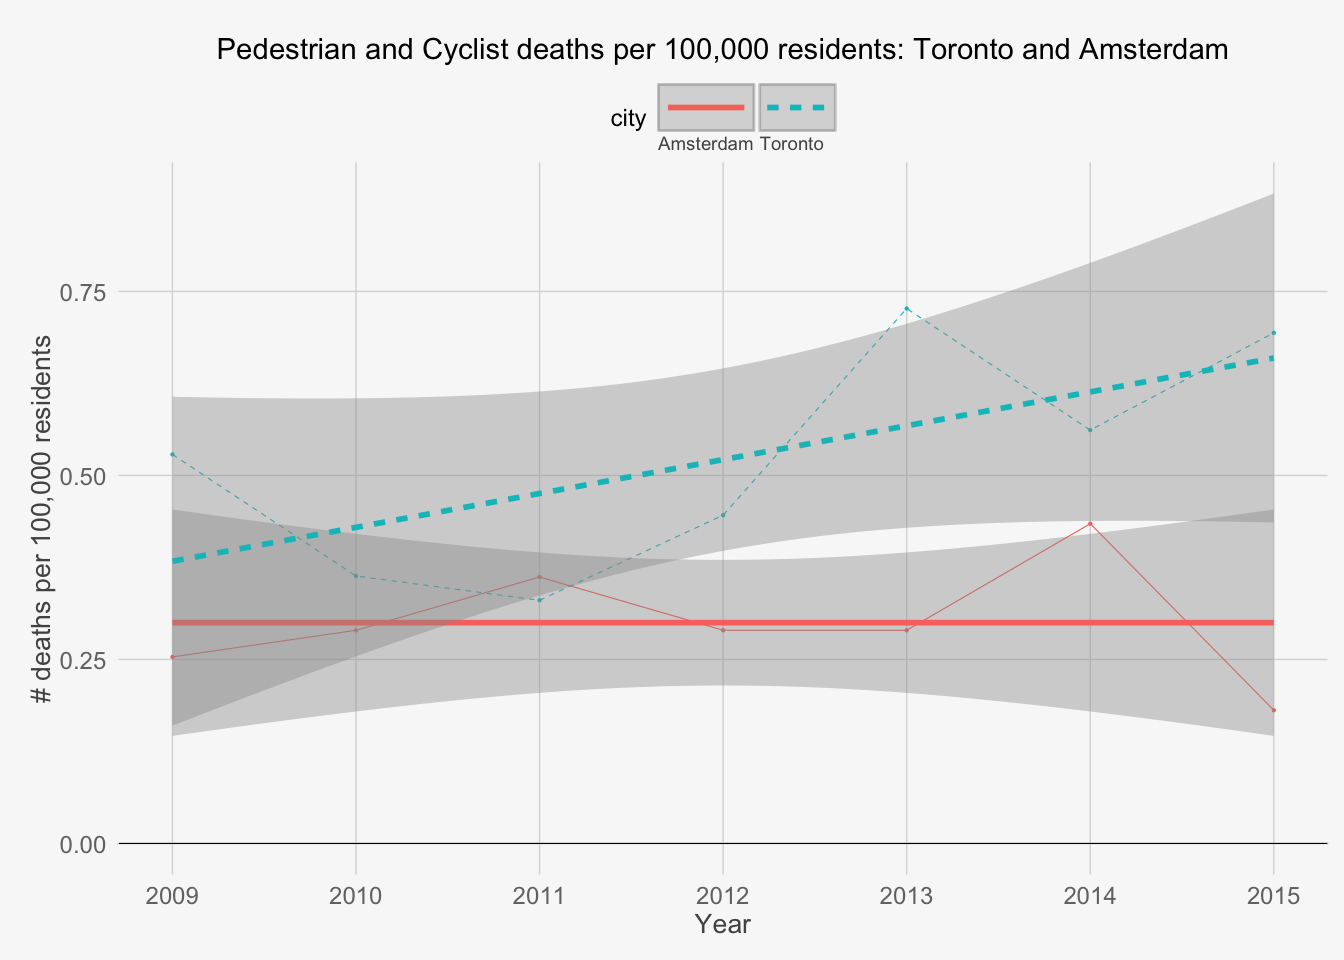 Pedestrian and Cyclist deaths per 100,000 residents: Toronto and Amsterdam
city
Amsterdam Toronto
# deaths per 100,000 residents
0.75
0.50
0.25
0.00
2009 2010 2011 2012 2013 2014 2015
Year